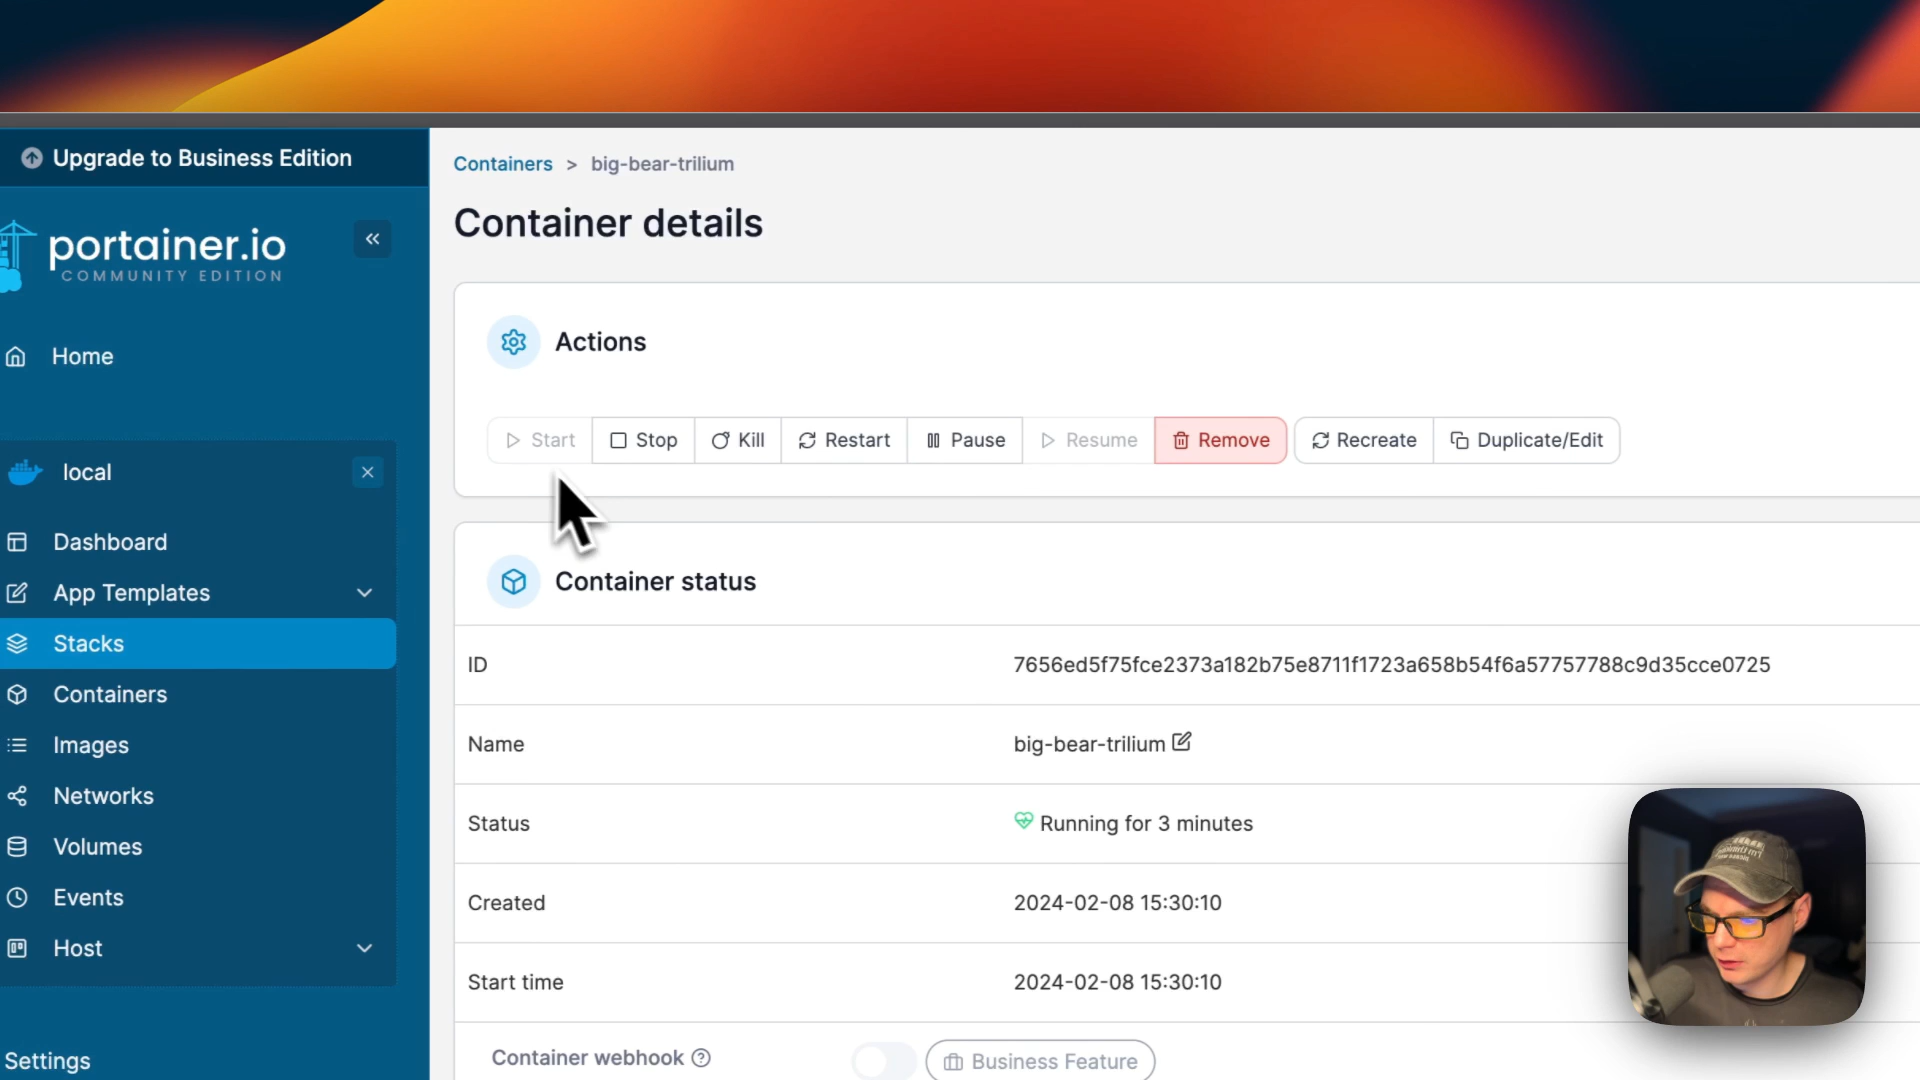 Upgrade to Business Edition
portainer.io
COMMUNITY EDITION
Home
local
Dashboard
App Templates
Stacks
Containers
Images
Networks
Volumes
Events
Host
Settings
Containers > big-bear-trilium
Container details
Actions
Start Stop Kill Restart Pause Resume Remove Recreate Duplicate/Edit
Container status
ID 7656ed5f75fce2373a182b75e8711f1723a658b54f6a57757788c9d35cce0725
Name big-bear-trilium
Status Running for 3 minutes
Created 2024-02-08 15:30:10
Start time 2024-02-08 15:30:10
Container webhook Business Feature